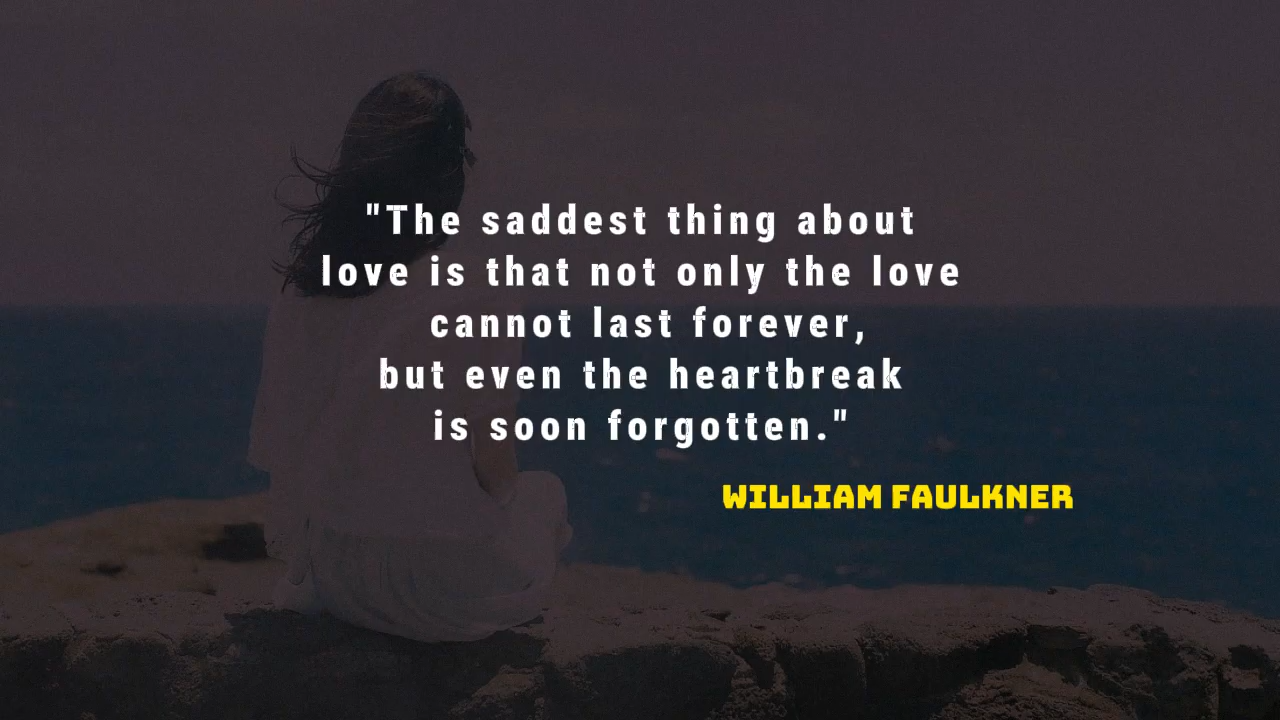 "The saddest thing about
love is that not only the love
cannot last forever,
but even the heartbreak
is soon forgotten."
WILLIAM FAULKNER